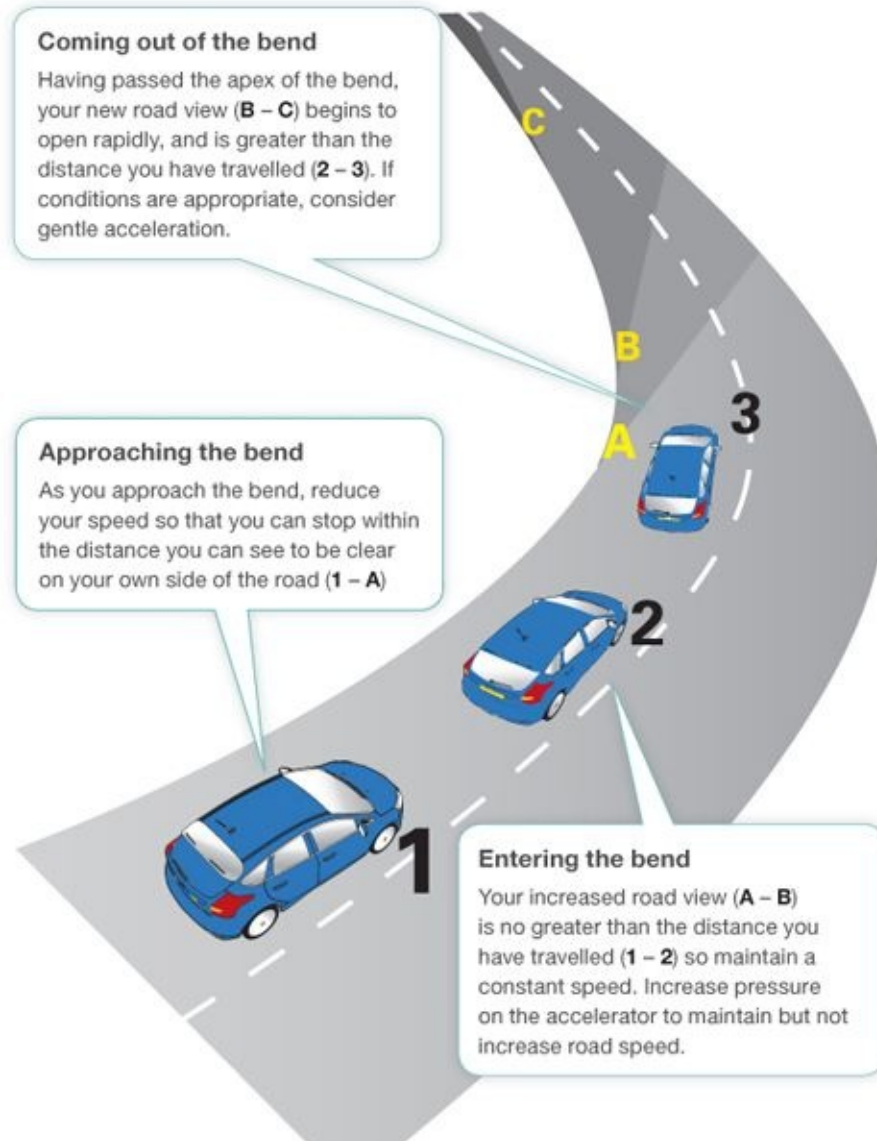 Coming out of the bend
Having passed the apex of the bend,
your new road view (B – C) begins to
open rapidly, and is greater than the
distance you have travelled (2 – 3). If
conditions are appropriate, consider
gentle acceleration.
C
B
3
A
Approaching the bend
As you approach the bend, reduce
your speed so that you can stop within
the distance you can see to be clear
on your own side of the road (1 – A)
2
1
Entering the bend
Your increased road view (A – B)
is no greater than the distance you
have travelled (1 – 2) so maintain a
constant speed. Increase pressure
on the accelerator to maintain but not
increase road speed.